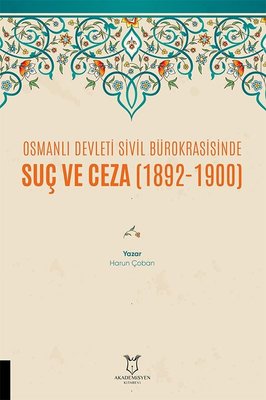 OSMANLI DEVLETİ SİVİL BÜROKRASİSİNDE
SUÇ VE CEZA (1892-1900)
Yazar
Harun Çoban
AKADEMİSYEN
KİTABEVİ